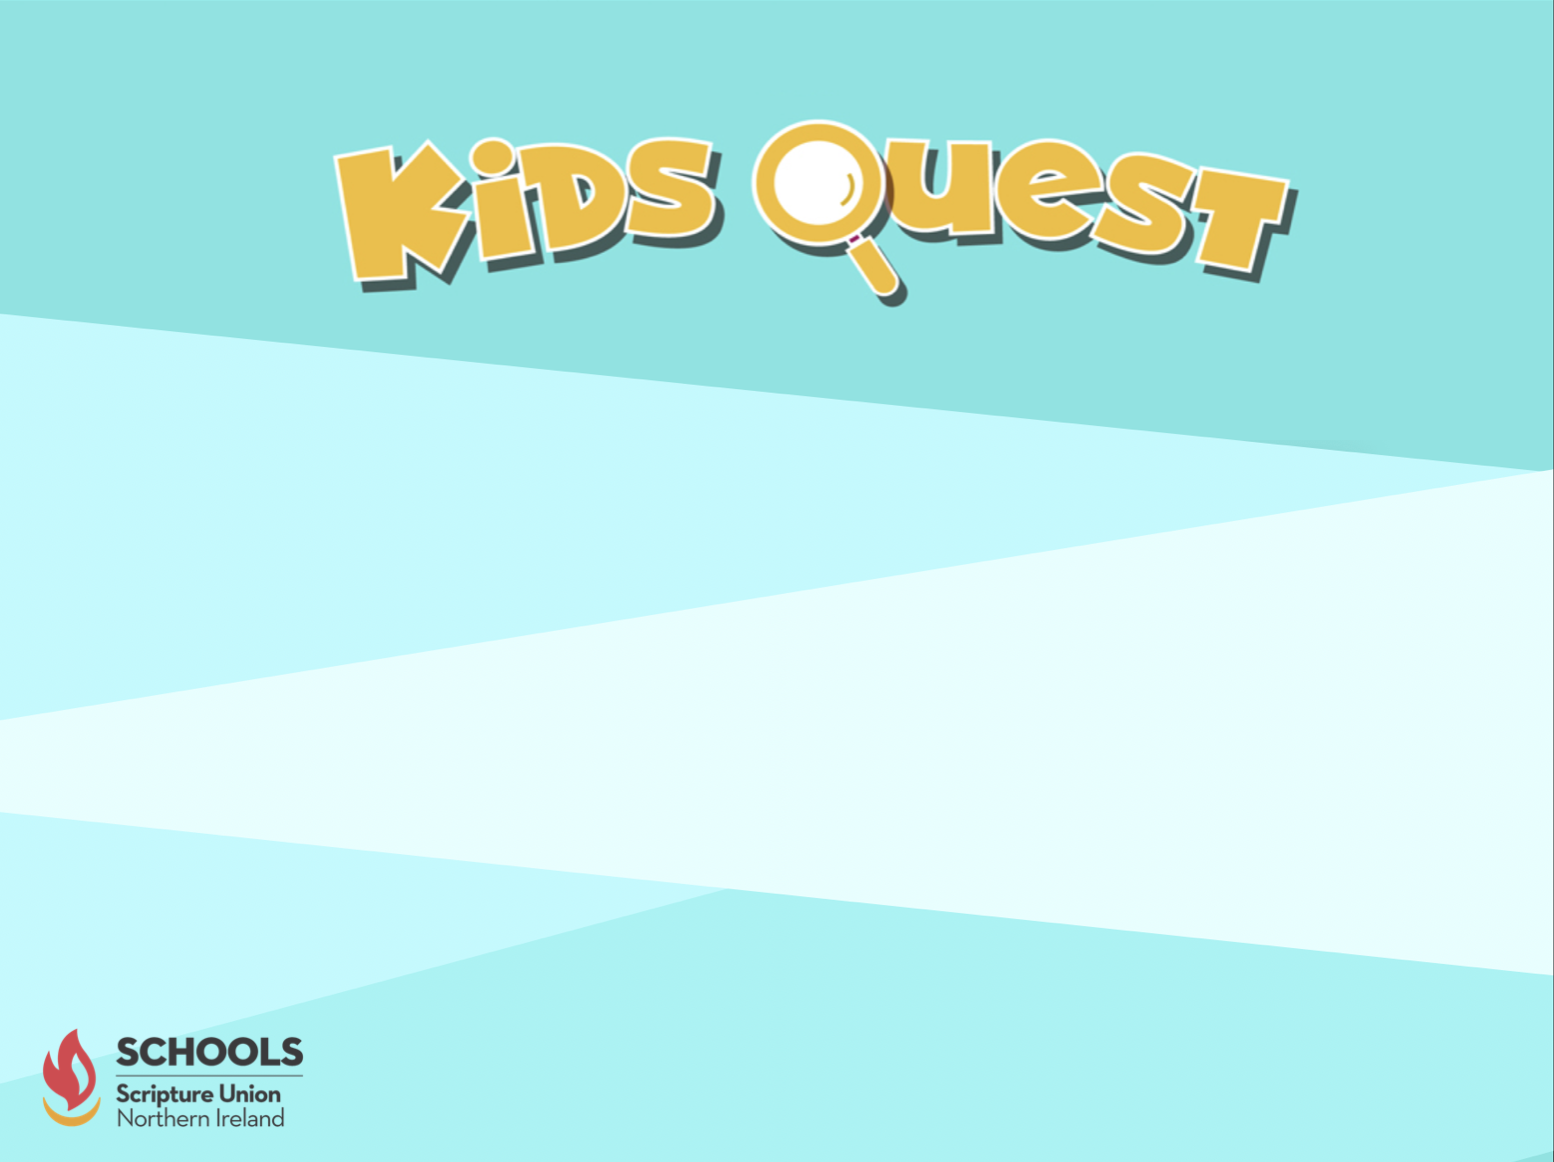 KiDS QueST
SCHOOLS
Scripture Union
Northern Ireland